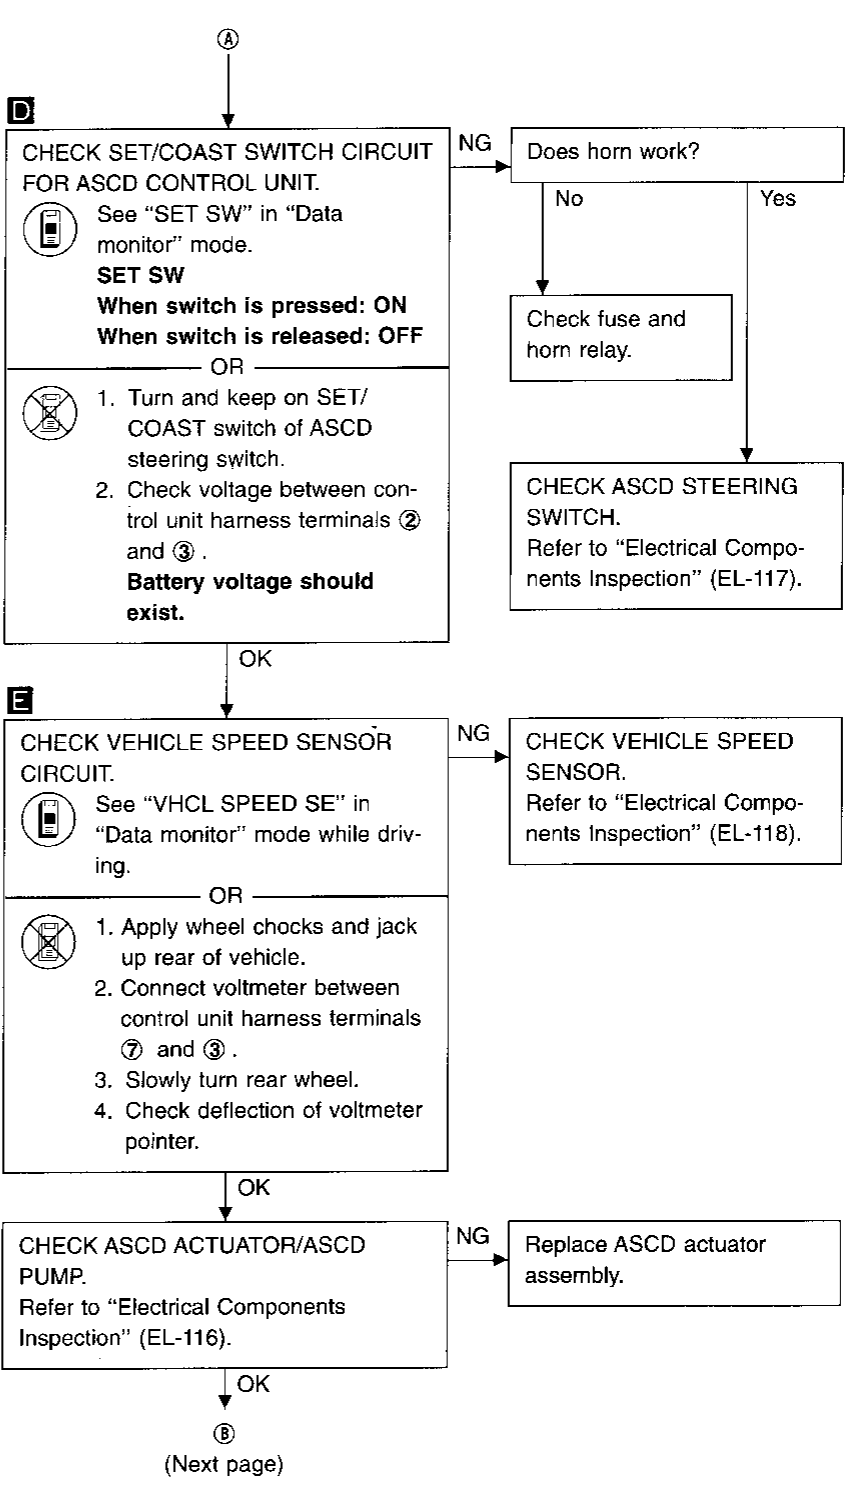 Ⓐ
D
CHECK SET/COAST SWITCH CIRCUIT
FOR ASCD CONTROL UNIT.
See “SET SW” in “Data
monitor” mode.
SET SW
When switch is pressed: ON
When switch is released: OFF
OR
1. Turn and keep on SET/
COAST switch of ASCD
steering switch.
2. Check voltage between con-
trol unit harness terminals ②
and ③ .
Battery voltage should
exist.
NG
Does horn work?
No
Yes
Check fuse and
horn relay.
CHECK ASCD STEERING
SWITCH.
Refer to “Electrical Compo-
nents Inspection” (EL-117).
OK
E
CHECK VEHICLE SPEED SENSOR
CIRCUIT.
See “VHCL SPEED SE” in
“Data monitor” mode while driv-
ing.
OR
1. Apply wheel chocks and jack
up rear of vehicle.
2. Connect voltmeter between
control unit harness terminals
⑦ and ③ .
3. Slowly turn rear wheel.
4. Check deflection of voltmeter
pointer.
NG
CHECK VEHICLE SPEED
SENSOR.
Refer to “Electrical Compo-
nents Inspection” (EL-118).
OK
CHECK ASCD ACTUATOR/ASCD
PUMP.
Refer to “Electrical Components
Inspection” (EL-116).
NG
Replace ASCD actuator
assembly.
OK
Ⓑ
(Next page)